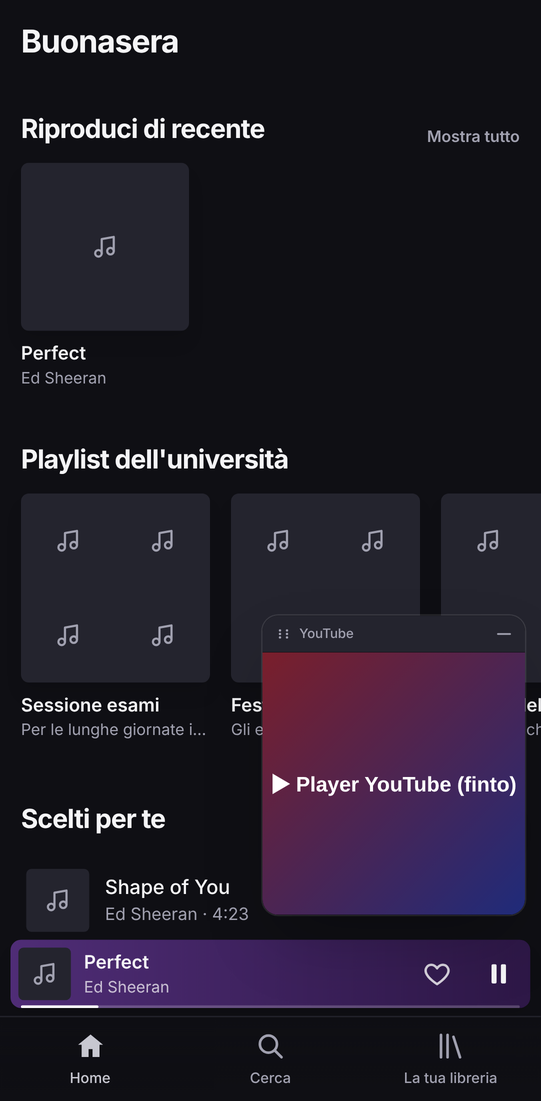 Buonasera
Riproduci di recente
Mostra tutto
Perfect
Ed Sheeran
Playlist dell'università
YouTube
▶ Player YouTube (finto)
Sessione esami
Per le lunghe giornate i...
Scelti per te
Shape of You
Ed Sheeran · 4:23
Perfect
Ed Sheeran
Home
Cerca
La tua libreria